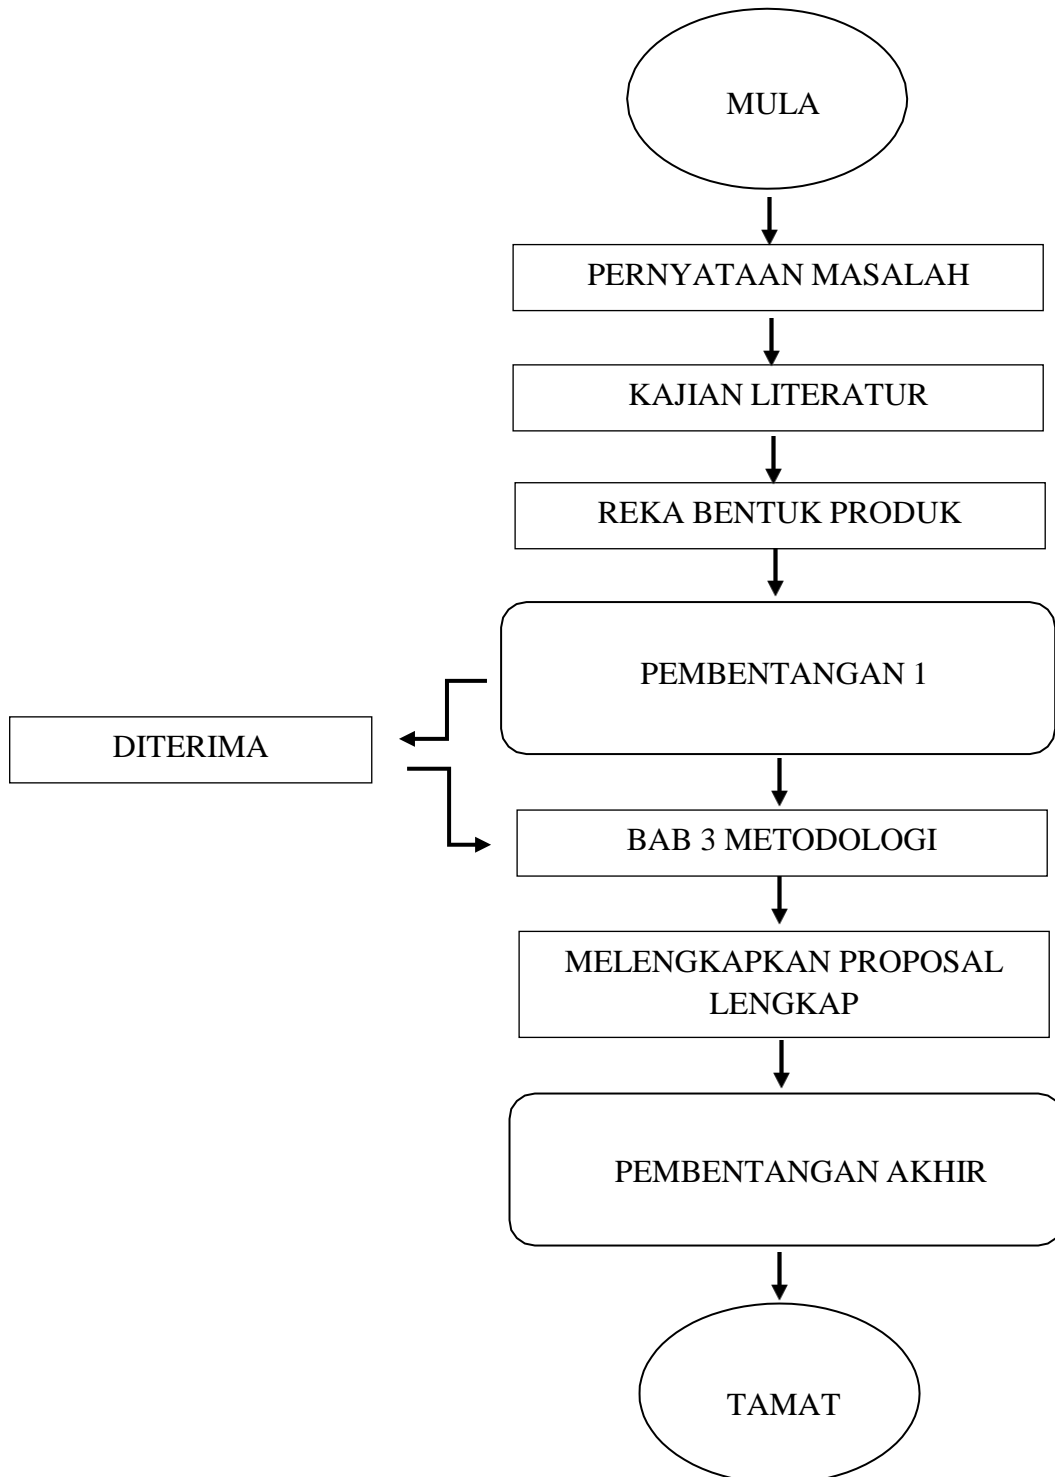 MULA
PERNYATAAN MASALAH
KAJIAN LITERATUR
REKA BENTUK PRODUK
PEMBENTANGAN 1
DITERIMA
BAB 3 METODOLOGI
MELENGKAPKAN PROPOSAL
LENGKAP
PEMBENTANGAN AKHIR
TAMAT